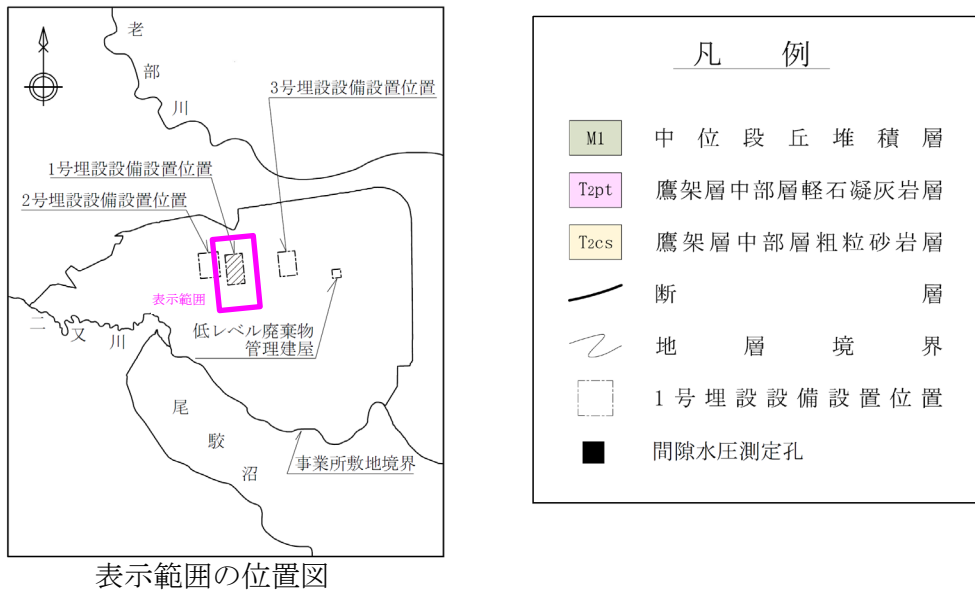 老部川
3号埋設設備設置位置
1号埋設設備設置位置
2号埋設設備設置位置
表示範囲
低レベル廃棄物
管理建屋
二又川
尾駮沼
事業所敷地境界
表示範囲の位置図
凡例
M1 中位段丘堆積層
T2pt 鷹架層中部層軽石凝灰岩層
T2cs 鷹架層中部層粗粒砂岩層
断層
地層境界
1号埋設設備設置位置
間隙水圧測定孔